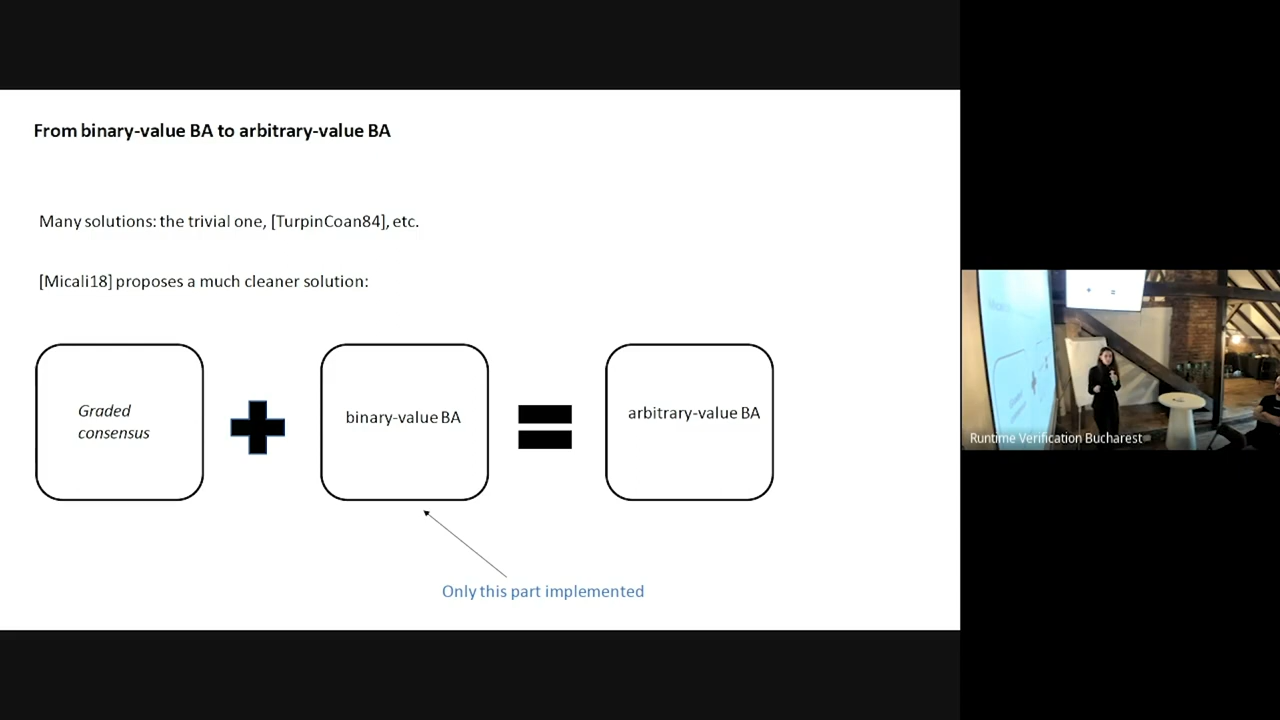 From binary-value BA to arbitrary-value BA
Many solutions: the trivial one, [TurpinCoan84], etc.
[Micali18] proposes a much cleaner solution:
Graded
consensus
binary-value BA
arbitrary-value BA
Only this part implemented
Runtime Verification Bucharest